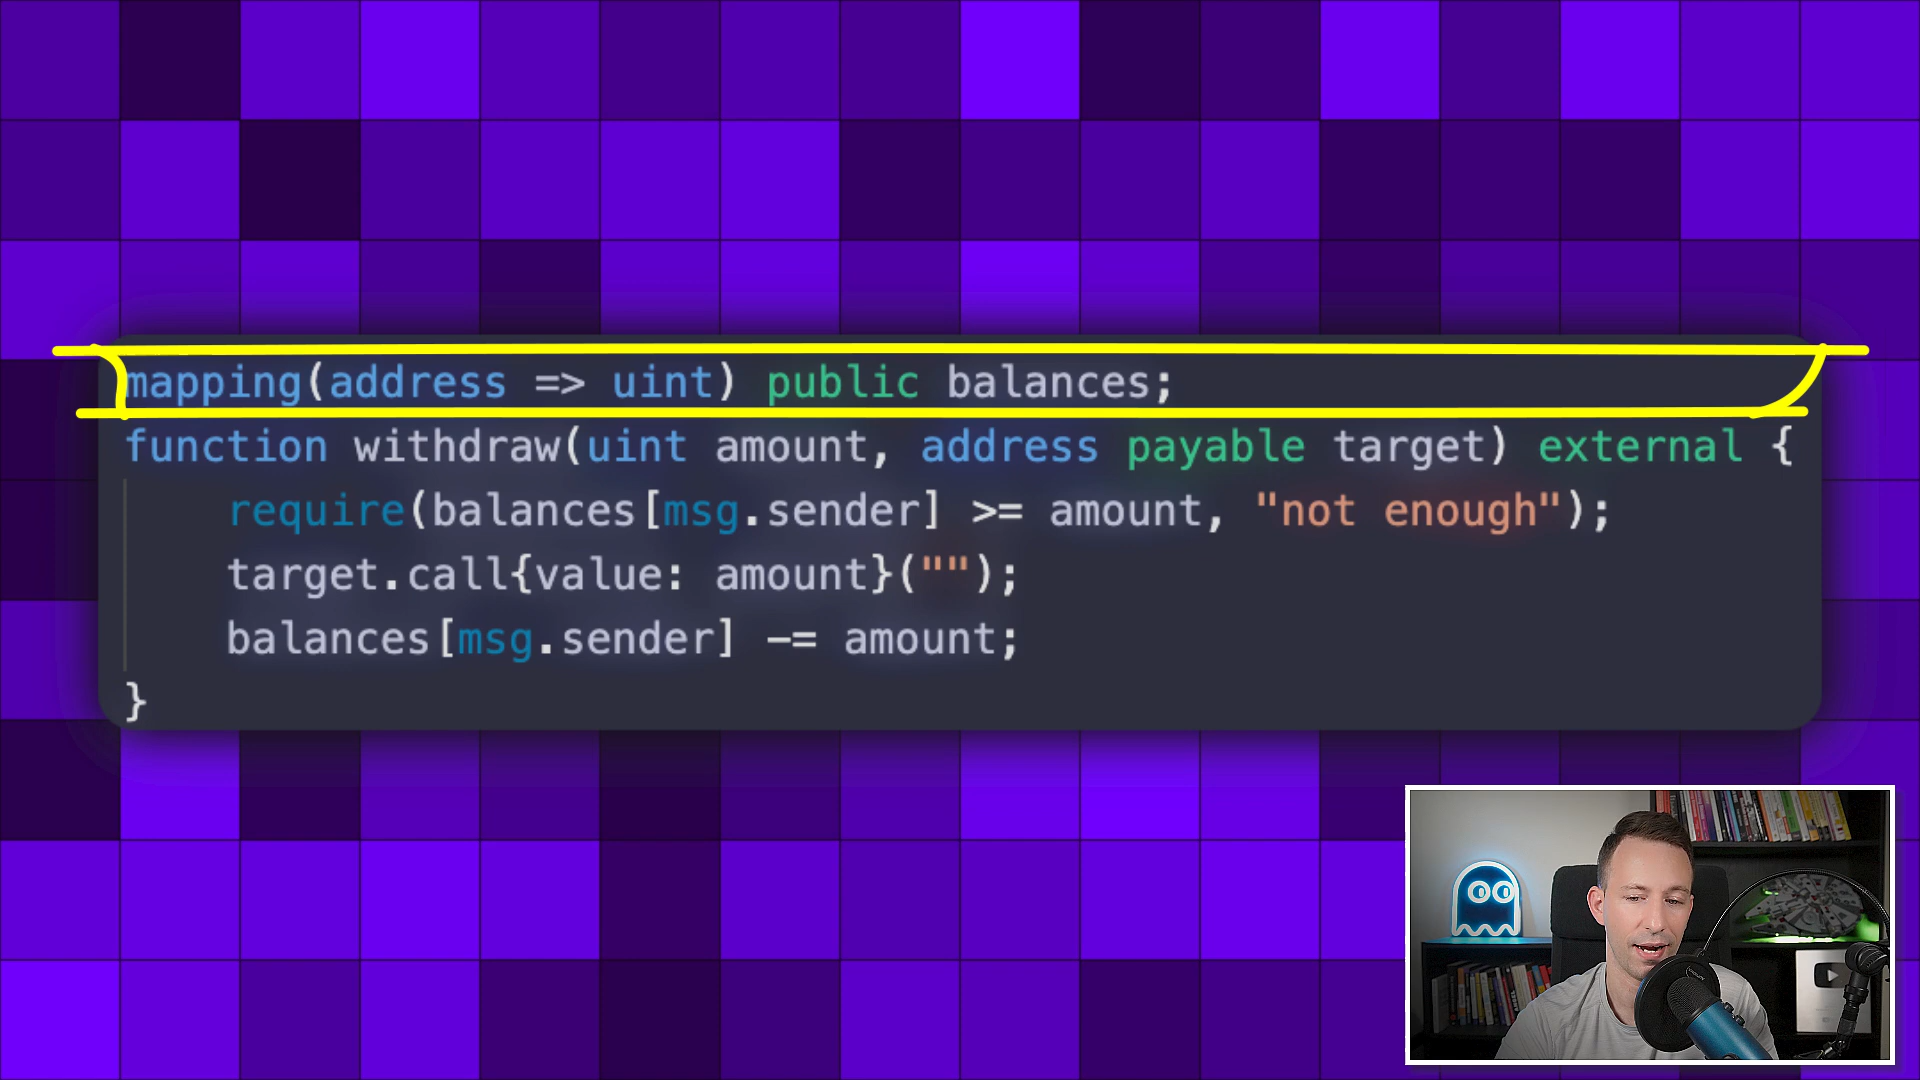 mapping(address => uint) public balances;
function withdraw(uint amount, address payable target) external {
require(balances[msg.sender] >= amount, "not enough");
target.call{value: amount}("");
balances[msg.sender] -= amount;
}